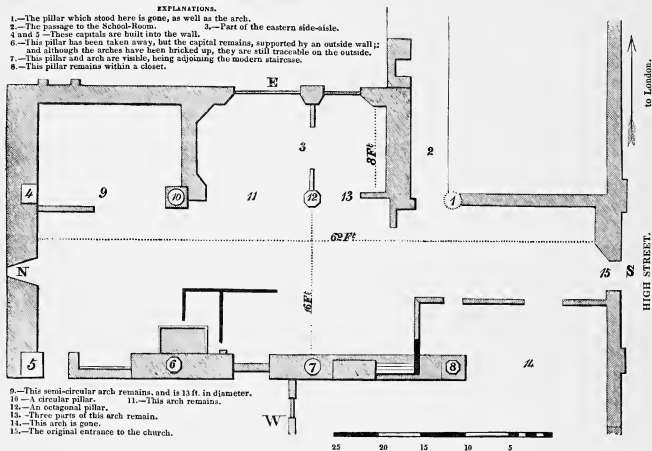 EXPLANATIONS.
1.—The pillar which stood here is gone, as well as the arch.
2.—The passage to the School-Room. 3.—Part of the eastern side-aisle.
4 and 5—These capitals are built into the wall.
6—This pillar has been taken away, but the capital remains, supported by an outside wall;:
and although the arches have been bricked up, they are still traceable on the outside.
7.—This pillar and arch are visible, being adjoining the modern staircase.
8.—This pillar remains within a closet.
E
to London.
3
8Ft
2
4
9
10
11
12
13
1
62Ft
N
15
S
HIGH STREET.
16Ft
5
6
7
8
14
9.—This semi-circular arch remains, and is 13 ft. in diameter.
10—A circular pillar. 11.—This arch remains.
12.—An octagonal pillar.
13.—Three parts of this arch remain.
14.—This arch is gone.
15.—The original entrance to the church.
W
25 20 15 10 5